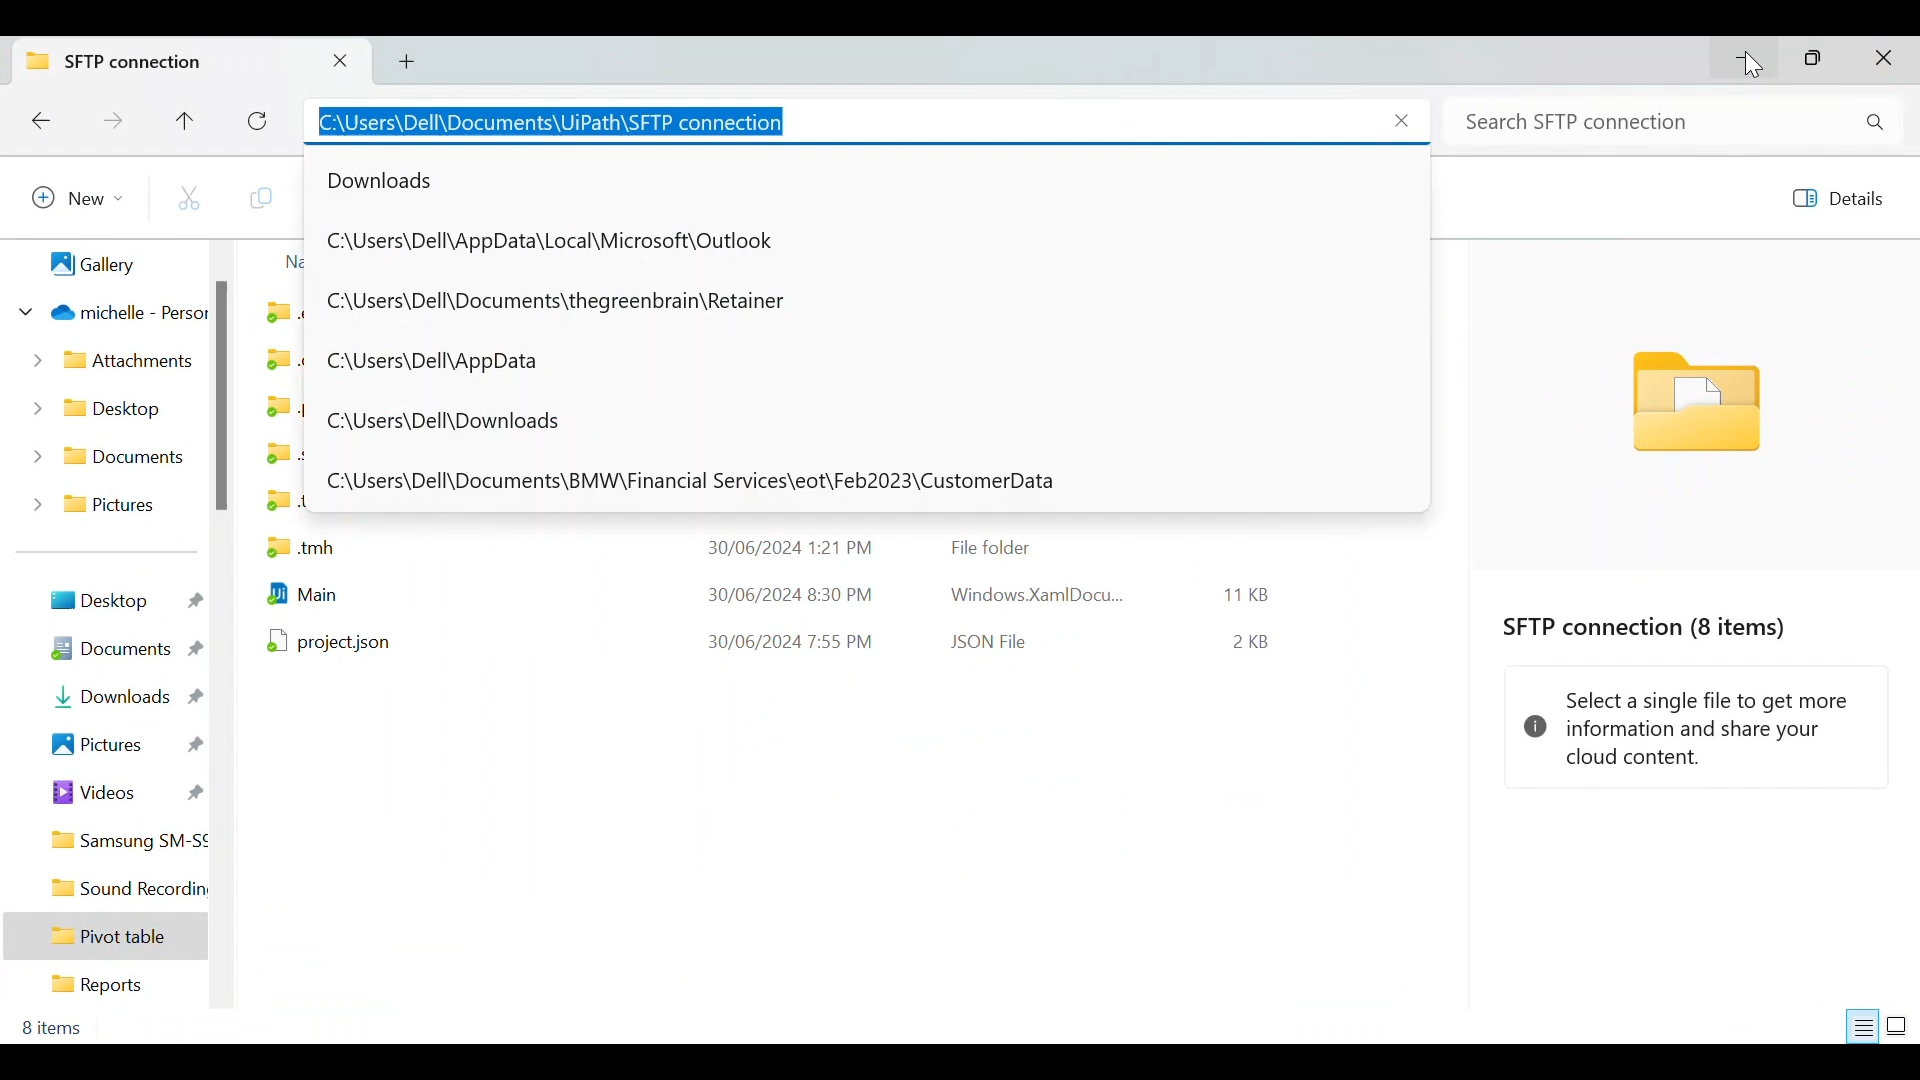 SFTP connection
C:\Users\Dell\Documents\UiPath\SFTP connection
Search SFTP connection
Downloads
C:\Users\Dell\AppData\Local\Microsoft\Outlook
C:\Users\Dell\Documents\thegreenbrain\Retainer
C:\Users\Dell\AppData
C:\Users\Dell\Downloads
C:\Users\Dell\Documents\BMW\Financial Services\eot\Feb2023\CustomerData
New
Details
Gallery
michelle - Person
Attachments
Desktop
Documents
Pictures
Desktop
Documents
Downloads
Pictures
Videos
Samsung SM-S9
Sound Recording
Pivot table
Reports
Na
.tmh 30/06/2024 1:21 PM File folder
Main 30/06/2024 8:30 PM Windows.XamlDocu... 11 KB
project.json 30/06/2024 7:55 PM JSON File 2 KB
SFTP connection (8 items)
Select a single file to get more
information and share your
cloud content.
8 items